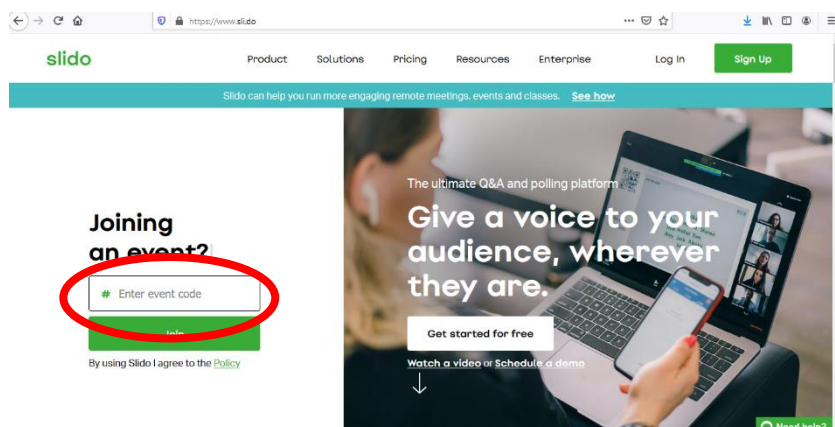 https://www.sli.do
slido
Product Solutions Pricing Resources Enterprise Log In Sign Up
Slido can help you run more engaging remote meetings, events and classes. See how
Joining
an event?
# Enter event code
Join
By using Slido I agree to the Policy
The ultimate Q&A and polling platform
Give a voice to your
audience, wherever
they are.
Get started for free
Watch a video or Schedule a demo
Need help?